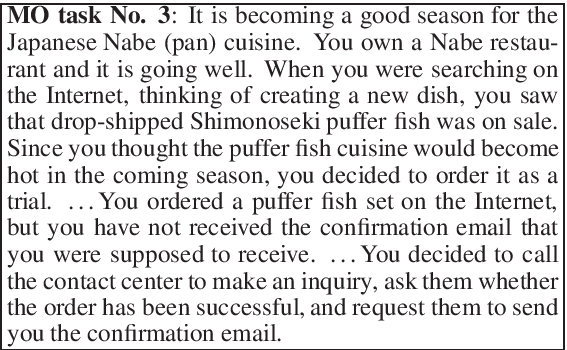 MO task No. 3: It is becoming a good season for the
Japanese Nabe (pan) cuisine. You own a Nabe restau-
rant and it is going well. When you were searching on
the Internet, thinking of creating a new dish, you saw
that drop-shipped Shimonoseki puffer fish was on sale.
Since you thought the puffer fish cuisine would become
hot in the coming season, you decided to order it as a
trial. ...You ordered a puffer fish set on the Internet,
but you have not received the confirmation email that
you were supposed to receive. ...You decided to call
the contact center to make an inquiry, ask them whether
the order has been successful, and request them to send
you the confirmation email.